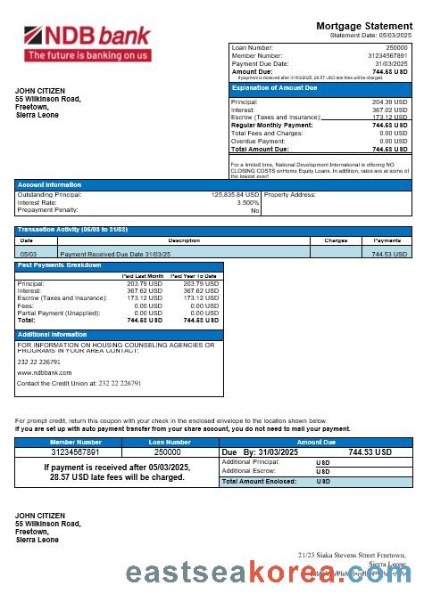 NDB bank
The future is banking on us
Mortgage Statement
Statement Date: 05/03/2025
Loan Number: 250000
Member Number: 31234567891
Payment Due Date: 31/03/2025
Amount Due: 744.53 USD
If payment is received after 31/03/2025, 28.57 USD late fees will be charged.
JOHN CITIZEN
55 Wilkinson Road,
Freetown,
Sierra Leone
Explanation of Amount Due
Principal: 204.39 USD
Interest: 367.02 USD
Escrow (Taxes and Insurance): 173.12 USD
Regular Monthly Payment: 744.53 USD
Total Fees and Charges: 0.00 USD
Overdue Payment: 0.00 USD
Total Amount Due: 744.53 USD
For a limited time, National Development International is offering NO
CLOSING COSTS on Home Equity Loans. In addition, rates are at some of
the lowest ever!
Account Information
Outstanding Principal: 125,835.84 USD Property Address:
Interest Rate: 3.500%
Prepayment Penalty: No
Transaction Activity (05/03 to 31/03)
Date Description Charges Payments
05/03 Payment Received Due Date 31/03/25 744.53 USD
Past Payments Breakdown
Paid Last Month Paid Year To Date
Principal: 203.79 USD 203.79 USD
Interest: 367.62 USD 367.62 USD
Escrow (Taxes and Insurance): 173.12 USD 173.12 USD
Fees: 0.00 USD 0.00 USD
Partial Payment (Unapplied): 0.00 USD 0.00 USD
Total: 744.53 USD 744.53 USD
Additional Information
FOR INFORMATION ON HOUSING COUNSELING AGENCIES OR
PROGRAMS IN YOUR AREA CONTACT:
232 22 226791
www.ndbbank.com
Contact the Credit Union at: 232 22 226791
For prompt credit, return this coupon with your check in the enclosed envelope to the location shown below.
If you are set up with auto payment transfer from your share account, you do not need to mail your payment.
Member Number Loan Number Amount Due
31234567891 250000 Due By: 31/03/2025 744.53 USD
If payment is received after 05/03/2025,
28.57 USD late fees will be charged.
Additional Principal: USD
Additional Escrow: USD
Total Amount Enclosed: USD
JOHN CITIZEN
55 Wilkinson Road,
Freetown,
Sierra Leone
21/23 Siaka Stevens Street Freetown,
Sierra Leone
eastseakorea.com